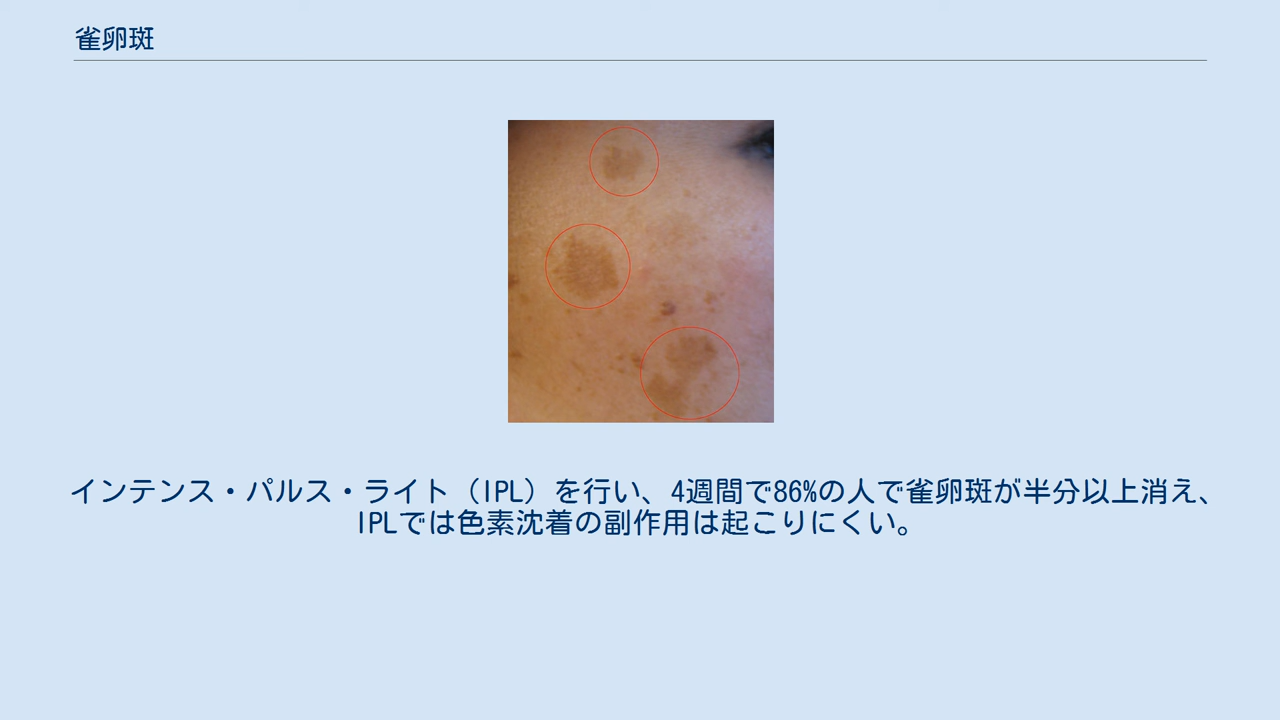 雀卵斑
インテンス・パルス・ライト（IPL）を行い、4週間で86%の人で雀卵斑が半分以上消え、
IPLでは色素沈着の副作用は起こりにくい。